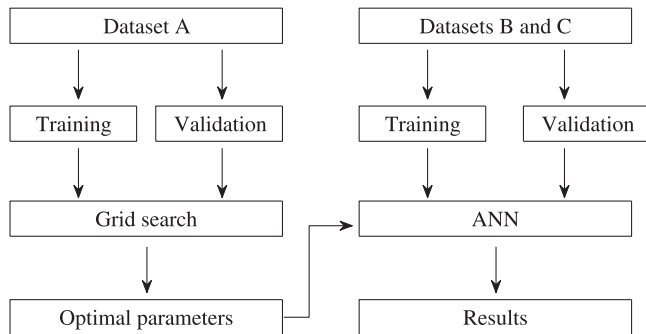 Dataset A
Datasets B and C
Training
Validation
Training
Validation
Grid search
ANN
Optimal parameters
Results